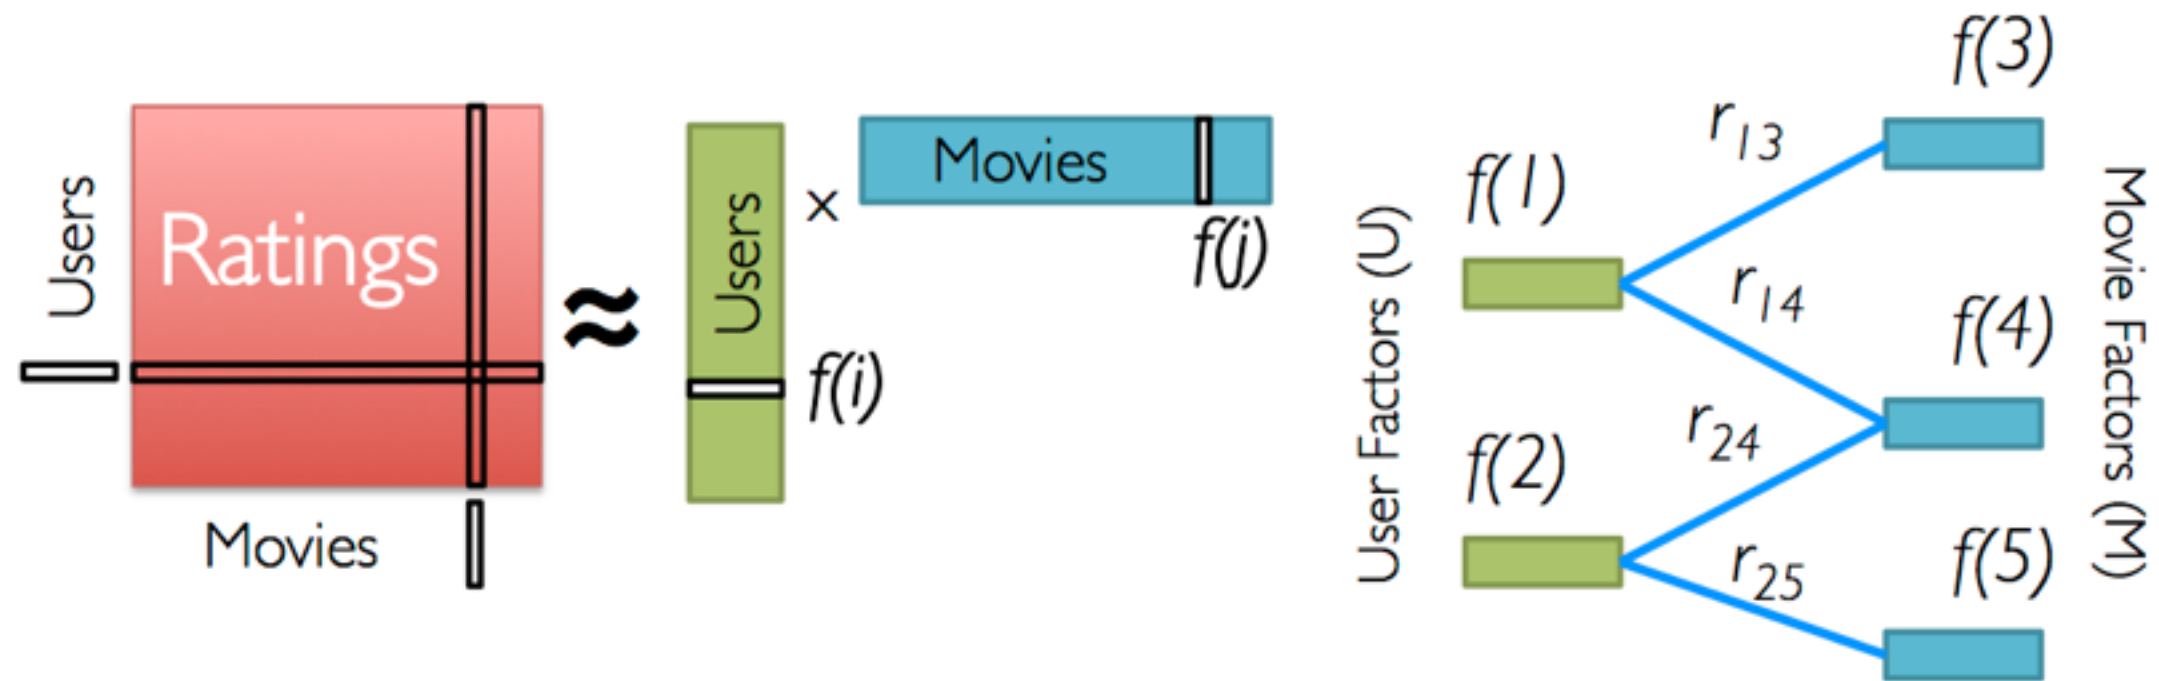 Users
Ratings
Movies
≈
Users
f(i)
×
Movies
f(j)
User Factors (U)
f(1)
f(2)
r13
r14
r24
r25
f(3)
f(4)
f(5)
Movie Factors (M)